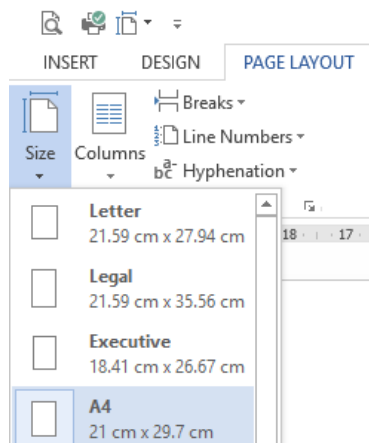 INSERT DESIGN PAGE LAYOUT
Breaks
Line Numbers
Hyphenation
Size
Columns
Letter
21.59 cm x 27.94 cm
Legal
21.59 cm x 35.56 cm
Executive
18.41 cm x 26.67 cm
A4
21 cm x 29.7 cm
18 17